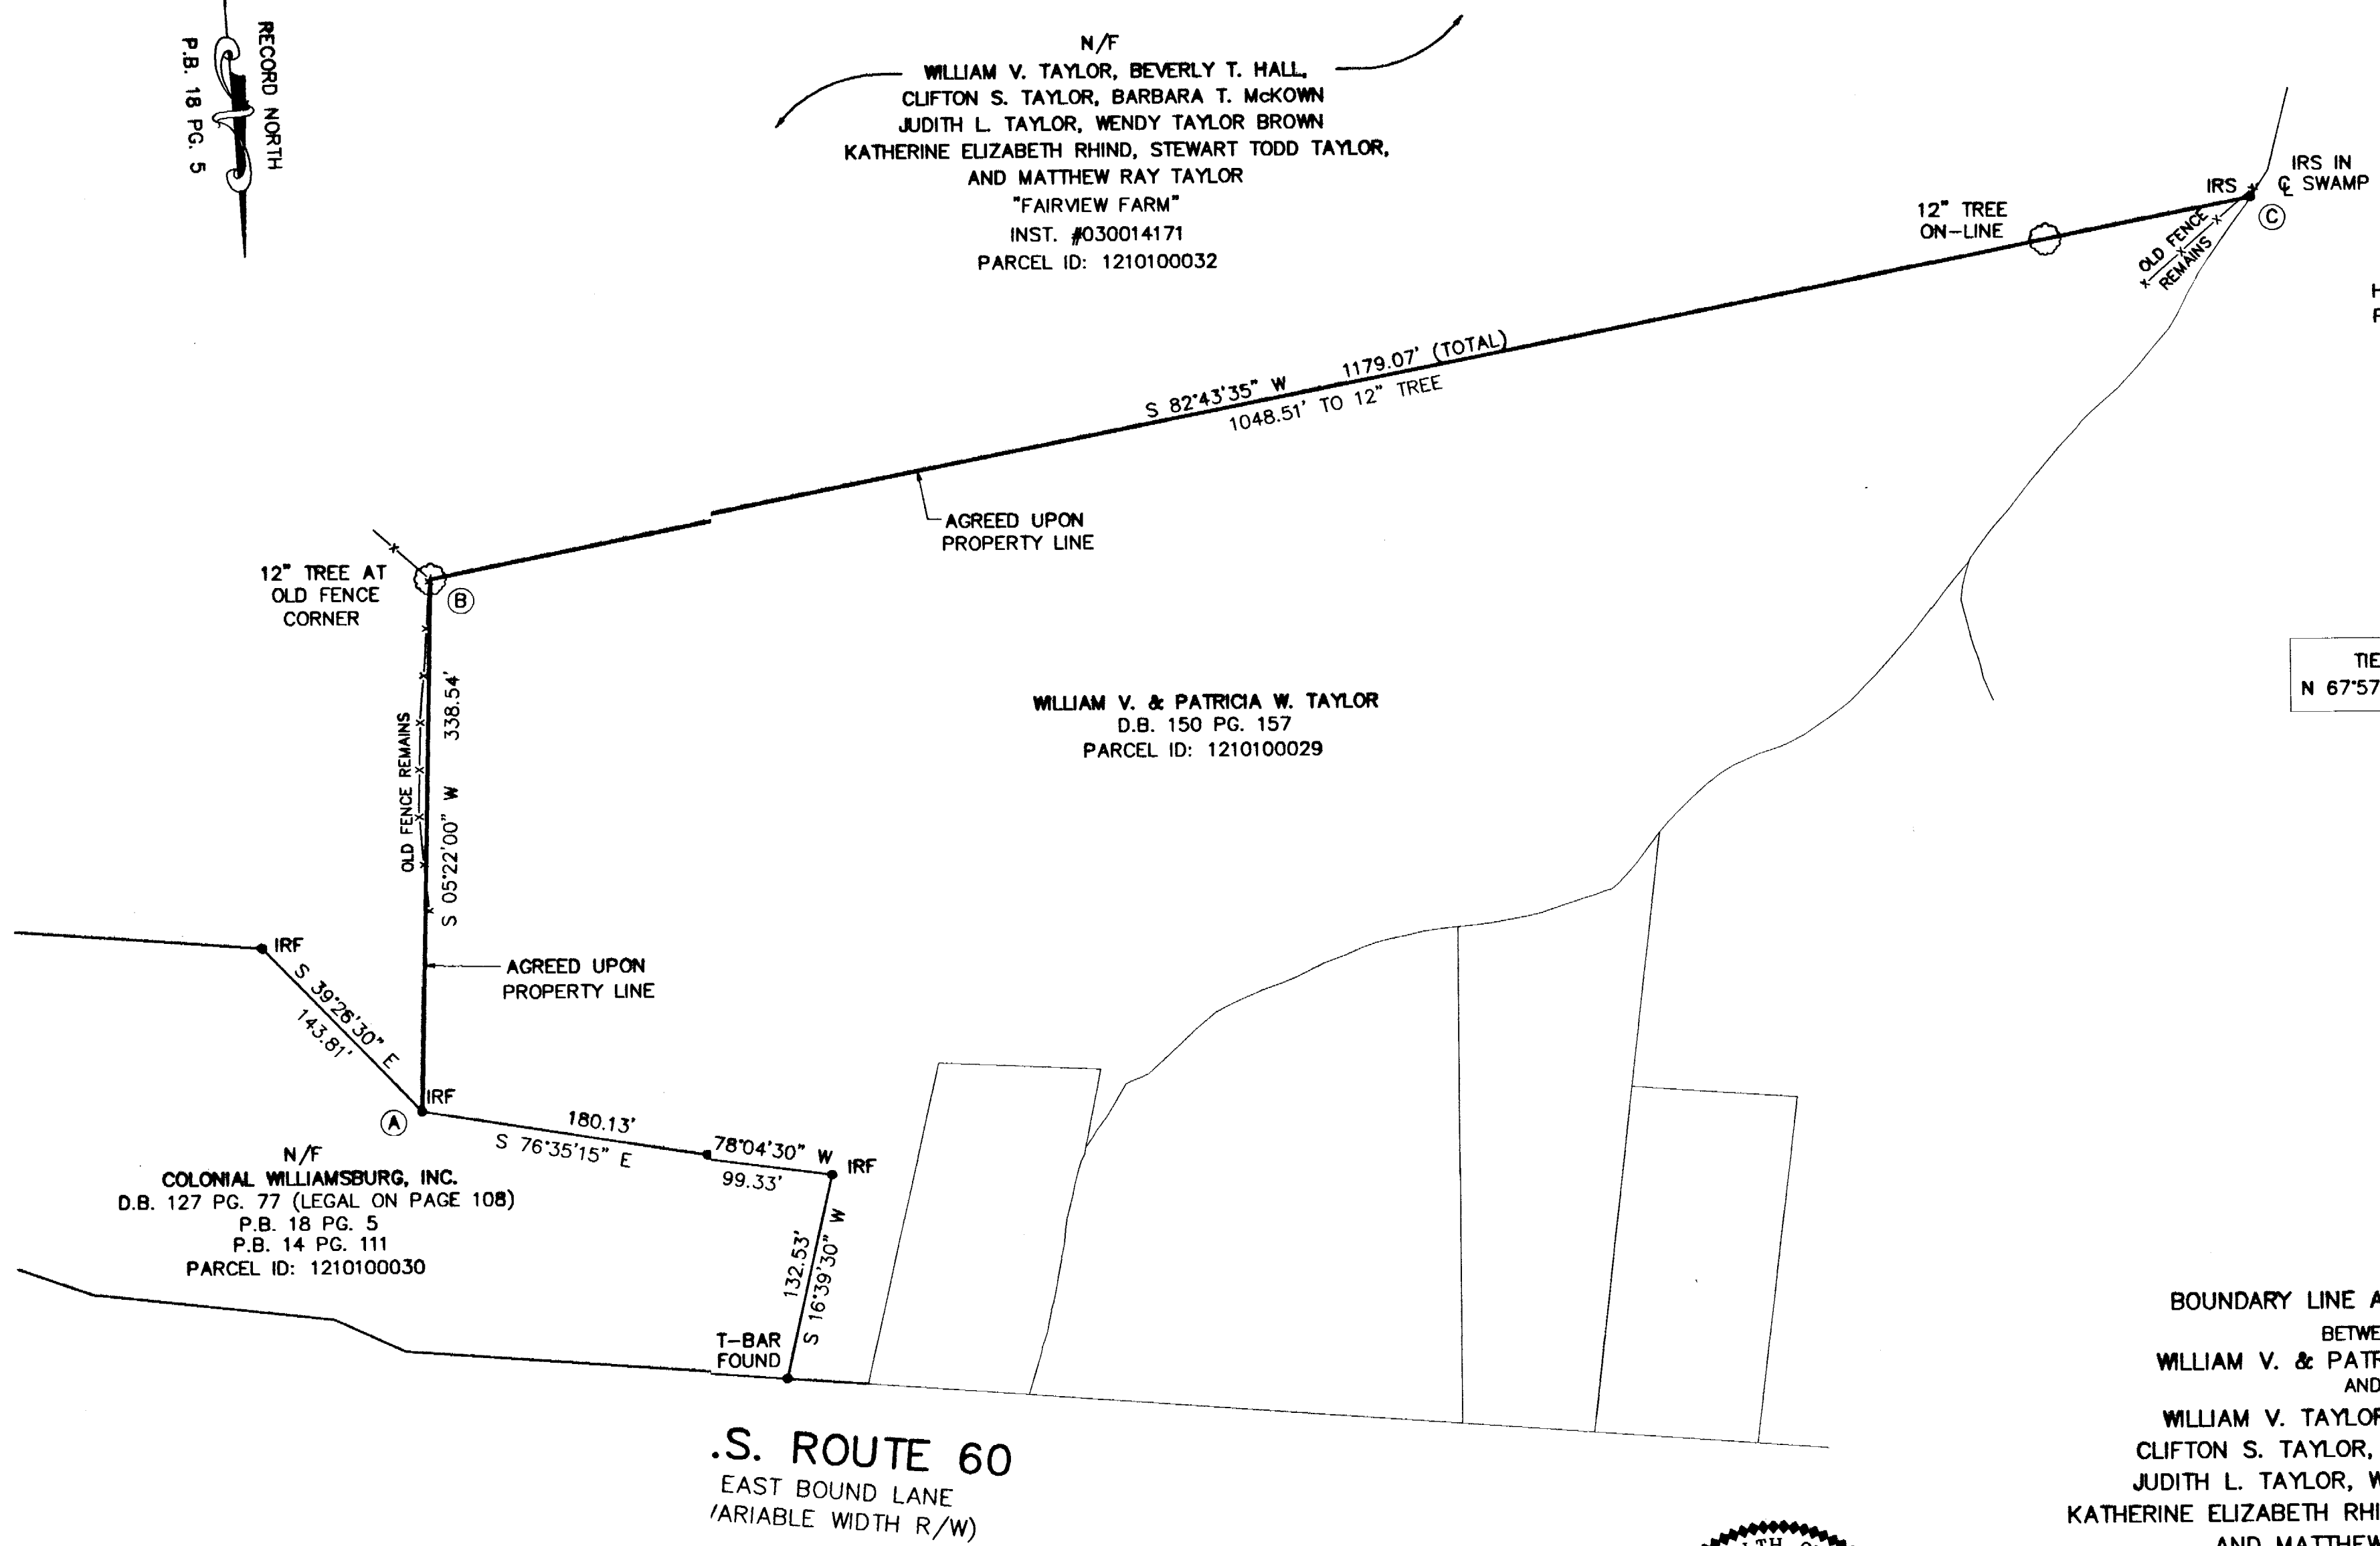 RECORD NORTH
P.B. 18 PG. 5
N/F
WILLIAM V. TAYLOR, BEVERLY T. HALL,
CLIFTON S. TAYLOR, BARBARA T. McKOWN
JUDITH L. TAYLOR, WENDY TAYLOR BROWN
KATHERINE ELIZABETH RHIND, STEWART TODD TAYLOR,
AND MATTHEW RAY TAYLOR
"FAIRVIEW FARM"
INST. #030014171
PARCEL ID: 1210100032
12" TREE
ON-LINE
IRS
IRS IN
℄ SWAMP
C
OLD FENCE
REMAINS
H
F
S 82°43'35" W 1179.07' (TOTAL)
1048.51' TO 12" TREE
AGREED UPON
PROPERTY LINE
12" TREE AT
OLD FENCE
CORNER
B
OLD FENCE REMAINS
S 05°22'00" W 338.54'
WILLIAM V. & PATRICIA W. TAYLOR
D.B. 150 PG. 157
PARCEL ID: 1210100029
TIE
N 67°57
IRF
S 39°26'30" E
143.81'
AGREED UPON
PROPERTY LINE
IRF
A
180.13'
S 76°35'15" E
78°04'30" W
99.33'
IRF
132.53'
S 16°39'30" W
T-BAR
FOUND
N/F
COLONIAL WILLIAMSBURG, INC.
D.B. 127 PG. 77 (LEGAL ON PAGE 108)
P.B. 18 PG. 5
P.B. 14 PG. 111
PARCEL ID: 1210100030
.S. ROUTE 60
EAST BOUND LANE
/ARIABLE WIDTH R/W)
BOUNDARY LINE A
BETWE
WILLIAM V. & PATR
AND
WILLIAM V. TAYLOR
CLIFTON S. TAYLOR,
JUDITH L. TAYLOR, W
KATHERINE ELIZABETH RHI
AND MATTHEW
LTH O